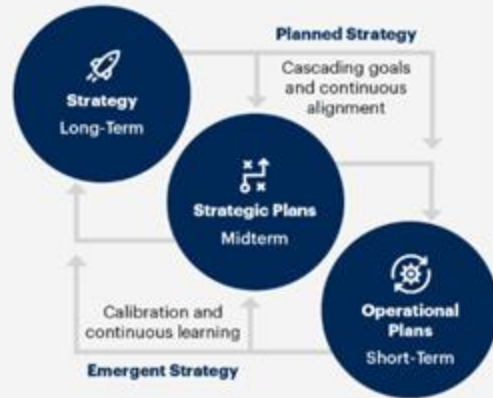 Planned Strategy
Cascading goals
and continuous
alignment
Strategy
Long-Term
Strategic Plans
Midterm
Operational
Plans
Short-Term
Calibration and
continuous learning
Emergent Strategy